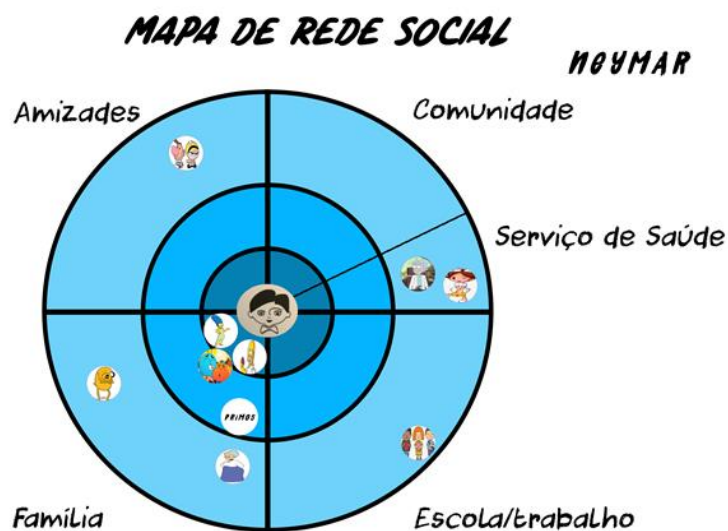 MAPA DE REDE SOCIAL
NEYMAR
Amizades
Comunidade
Serviço de Saúde
PRIMOS
Família
Escola/trabalho